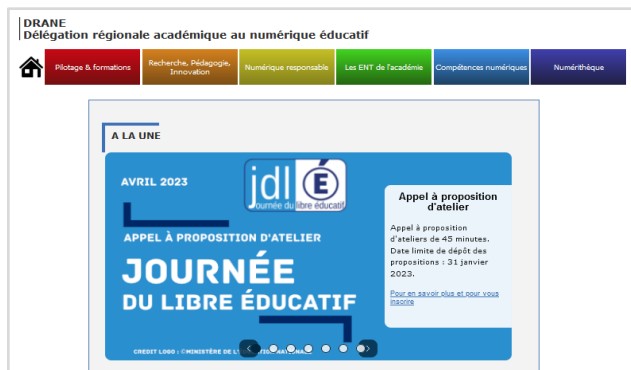 DRANE
Délégation régionale académique au numérique éducatif
Pilotage & formations
Recherche, Pédagogie,
Innovation
Numérique responsable
Les ENT de l'académie
Compétences numériques
Numérithèque
A LA UNE
AVRIL 2023
jdlÉ
Journée du libre éducatif
APPEL À PROPOSITION D'ATELIER
JOURNÉE
DU LIBRE ÉDUCATIF
CREDIT LOGO : ©MINISTÈRE DE
Appel à proposition
d'atelier
Appel à proposition
d'ateliers de 45 minutes.
Date limite de dépôt des
propositions : 31 janvier
2023.
Pour en savoir plus et pour vous
inscrire